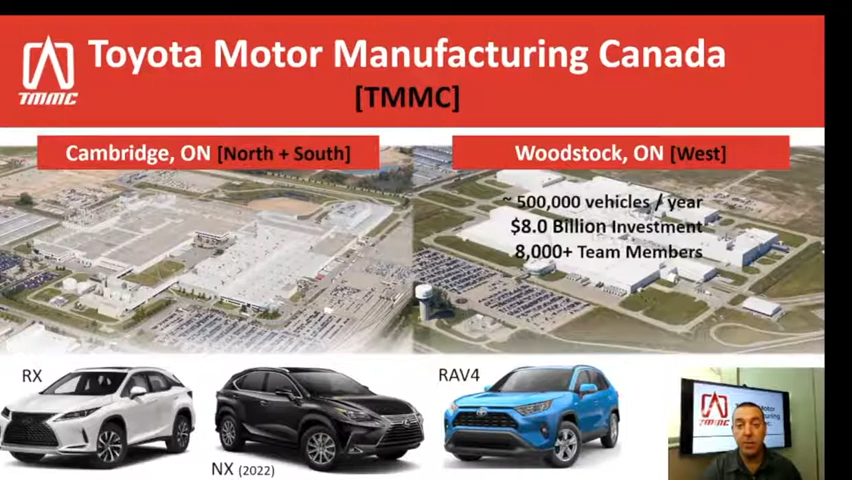 Toyota Motor Manufacturing Canada
TMMC
[TMMC]
Cambridge, ON [North + South]
Woodstock, ON [West]
~ 500,000 vehicles / year
$8.0 Billion Investment
8,000+ Team Members
RX
NX (2022)
RAV4
TMMC
Motor